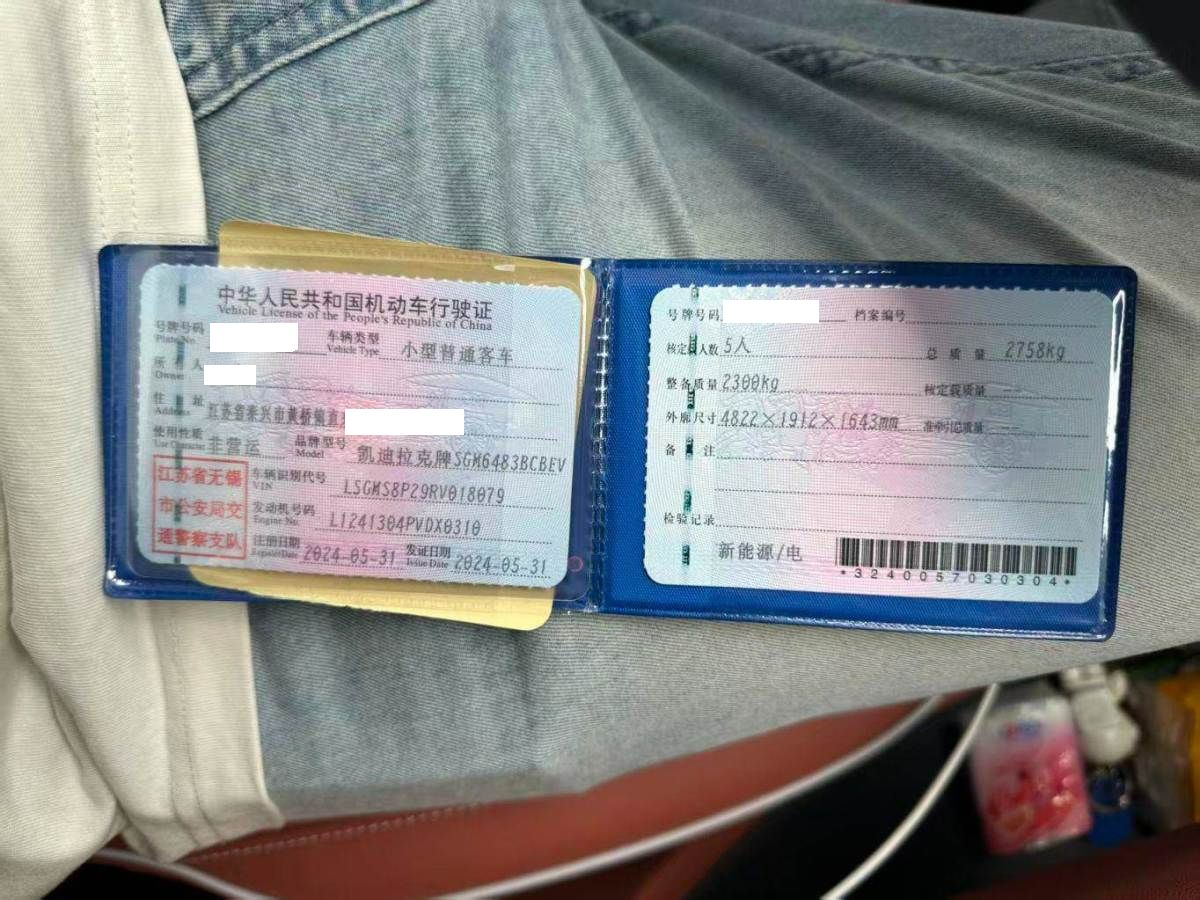 中华人民共和国机动车行驶证
Vehicle License of the People's Republic of China
号牌号码
Plate No.
车辆类型 小型普通客车
Vehicle Type
所有人
Owner
住址 江苏省泰兴市黄桥镇直
Address
使用性质 非营运
Use Character
品牌型号 凯迪拉克牌SGM6483BCBEV
Model
江苏省无锡
市公安局交
通警察支队
车辆识别代号 LSGMS8P29RV018079
VIN
发动机号码 L1241304PVDX0310
Engine No.
注册日期 2024-05-31 发证日期 2024-05-31
Register Date Issue Date
号牌号码 档案编号
核定载人数 5人 总质量 2758kg
整备质量 2300kg 核定载质量 --
外廓尺寸 4822×1912×1643mm 准牵引总质量 --
备注
检验记录
新能源/电
*3240057030304*